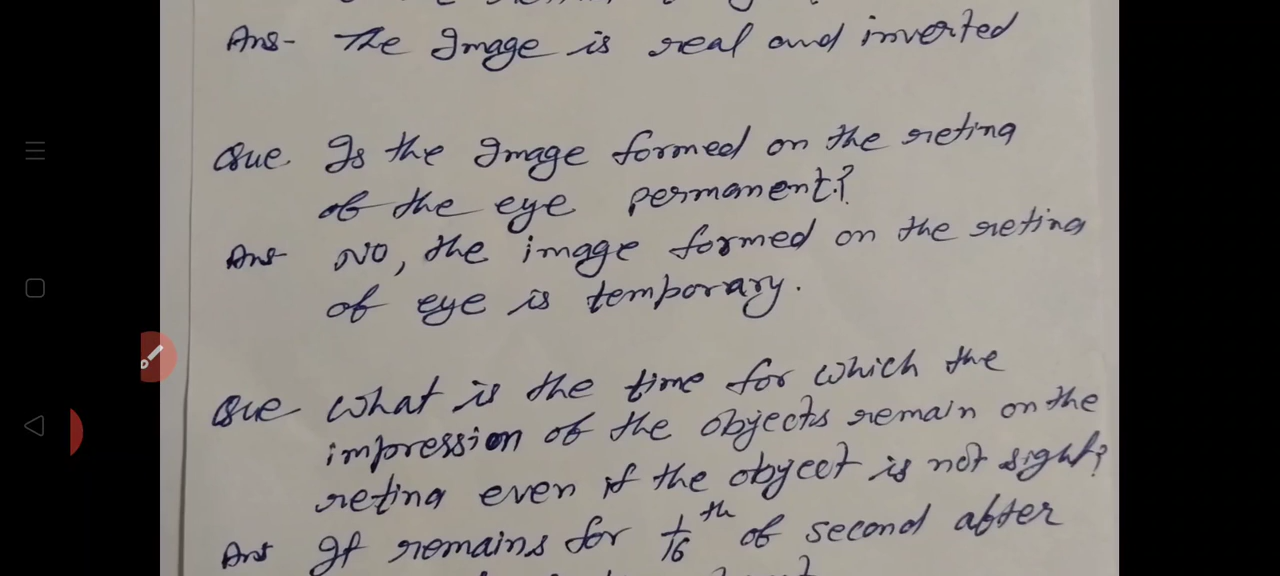 Ans- The Image is real and inverted
Que Is the Image formed on the retina
of the eye permanent?
Ans No, the image formed on the retina
of eye is temporary.
Que What is the time for which the
impression of the objects remain on the
retina even if the object is not sight?
Ans It remains for 1/16 th of second after